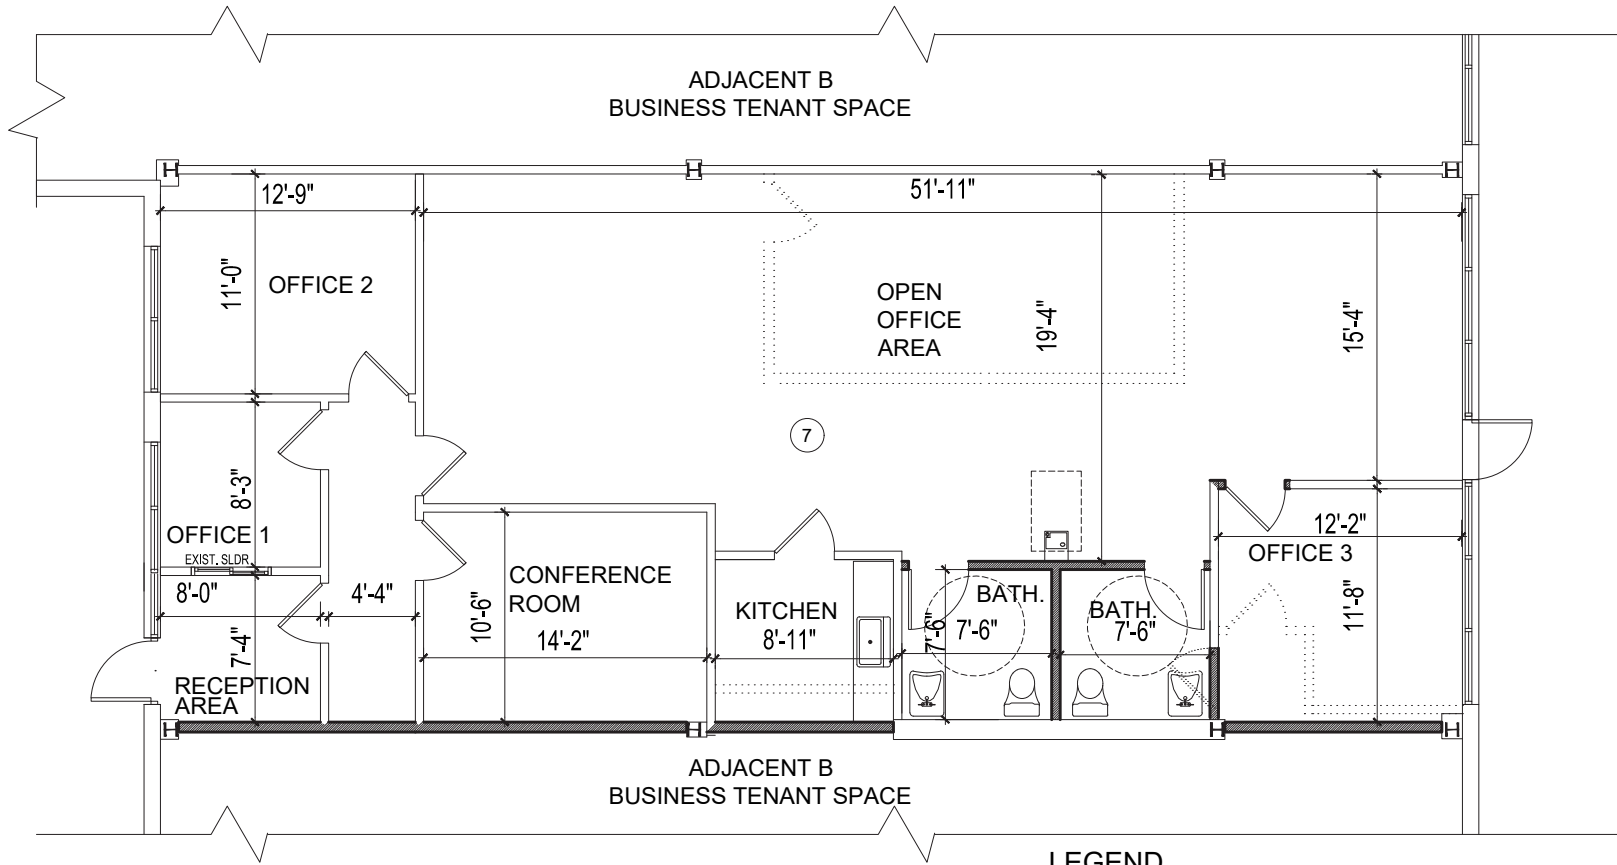 ADJACENT B
BUSINESS TENANT SPACE
12'-9"
51'-11"
11'-0"
OFFICE 2
OPEN
OFFICE
AREA
19'-4"
15'-4"
7
8'-3"
OFFICE 1
EXIST. SLDR.
12'-2"
OFFICE 3
8'-0"
4'-4"
CONFERENCE
ROOM
10'-6"
14'-2"
KITCHEN
8'-11"
BATH.
7'-6"
7'-6"
BATH.
7'-6"
11'-8"
7'-4"
RECEPTION
AREA
ADJACENT B
BUSINESS TENANT SPACE
LEGEND